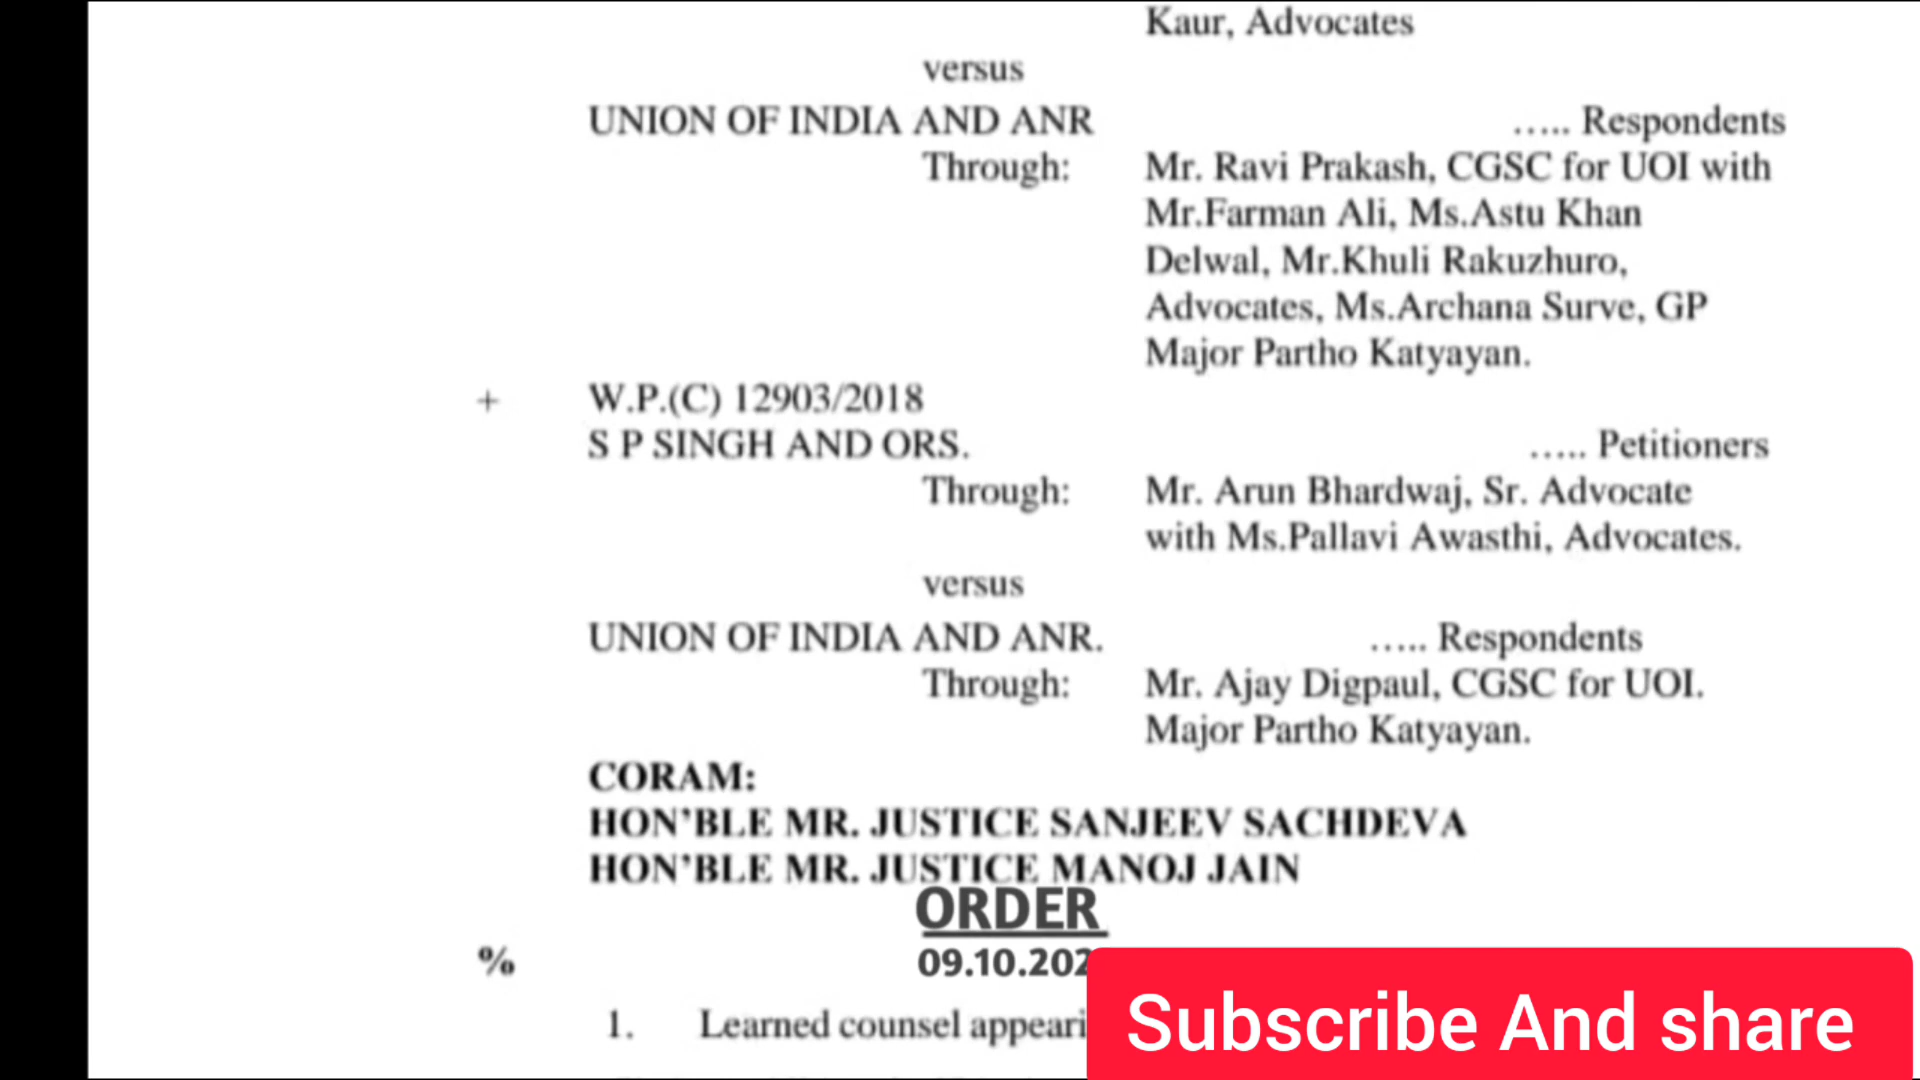 Kaur, Advocates
versus
UNION OF INDIA AND ANR ..... Respondents
Through: Mr. Ravi Prakash, CGSC for UOI with
Mr.Farman Ali, Ms.Astu Khan
Delwal, Mr.Khuli Rakuzhuro,
Advocates, Ms.Archana Surve, GP
Major Partho Katyayan.
+ W.P.(C) 12903/2018
S P SINGH AND ORS. ..... Petitioners
Through: Mr. Arun Bhardwaj, Sr. Advocate
with Ms.Pallavi Awasthi, Advocates.
versus
UNION OF INDIA AND ANR. ..... Respondents
Through: Mr. Ajay Digpaul, CGSC for UOI.
Major Partho Katyayan.
CORAM:
HON'BLE MR. JUSTICE SANJEEV SACHDEVA
HON'BLE MR. JUSTICE MANOJ JAIN
ORDER
% 09.10.202
1. Learned counsel appeari
Subscribe And share